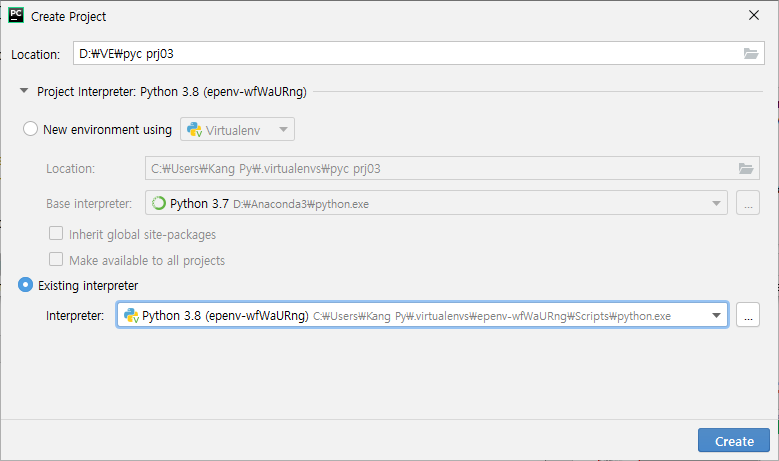 PC Create Project
Location: D:₩VE₩pyc prj03
Project Interpreter: Python 3.8 (epenv-wfWaURng)
New environment using Virtualenv
Location: C:₩Users₩Kang Py₩.virtualenvs₩pyc prj03
Base interpreter: Python 3.7 D:₩Anaconda3₩python.exe ...
Inherit global site-packages
Make available to all projects
Existing interpreter
Interpreter: Python 3.8 (epenv-wfWaURng) C:₩Users₩Kang Py₩.virtualenvs₩epenv-wfWaURng₩Scripts₩python.exe ...
Create